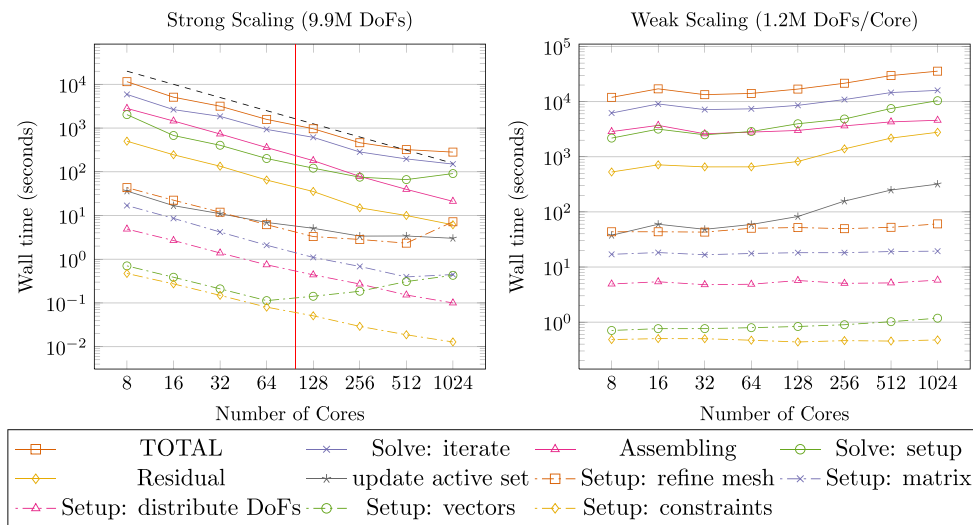 Strong Scaling (9.9M DoFs)
Wall time (seconds)
10^4
10^3
10^2
10^1
10^0
10^−1
10^−2
8 16 32 64 128 256 512 1024
Number of Cores
Weak Scaling (1.2M DoFs/Core)
Wall time (seconds)
10^5
10^4
10^3
10^2
10^1
10^0
8 16 32 64 128 256 512 1024
Number of Cores
TOTAL Solve: iterate Assembling Solve: setup
Residual update active set Setup: refine mesh Setup: matrix
Setup: distribute DoFs Setup: vectors Setup: constraints